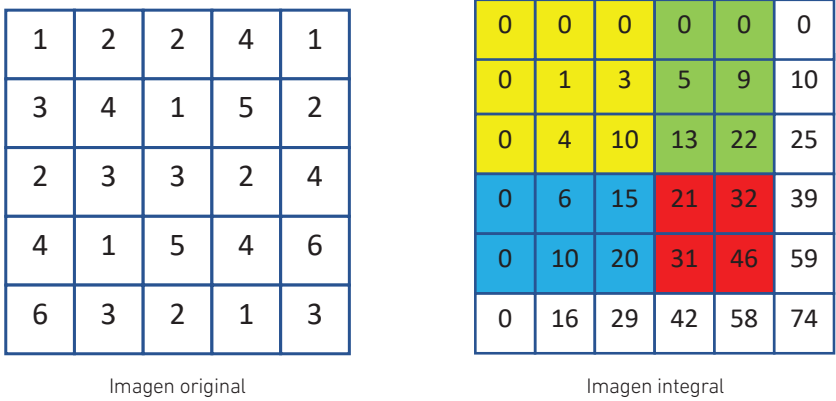 1 2 2 4 1
3 4 1 5 2
2 3 3 2 4
4 1 5 4 6
6 3 2 1 3
Imagen original
0 0 0 0 0 0
0 1 3 5 9 10
0 4 10 13 22 25
0 6 15 21 32 39
0 10 20 31 46 59
0 16 29 42 58 74
Imagen integral